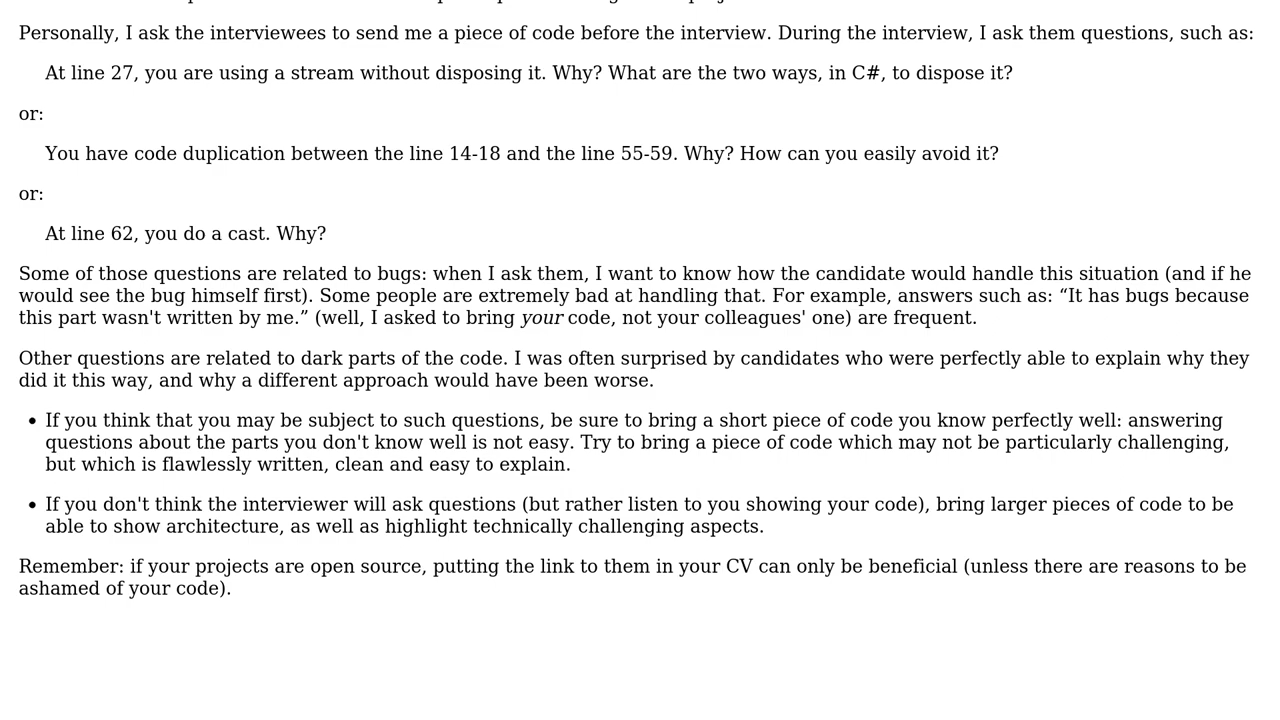 Personally, I ask the interviewees to send me a piece of code before the interview. During the interview, I ask them questions, such as:
At line 27, you are using a stream without disposing it. Why? What are the two ways, in C#, to dispose it?
or:
You have code duplication between the line 14-18 and the line 55-59. Why? How can you easily avoid it?
or:
At line 62, you do a cast. Why?
Some of those questions are related to bugs: when I ask them, I want to know how the candidate would handle this situation (and if he
would see the bug himself first). Some people are extremely bad at handling that. For example, answers such as: “It has bugs because
this part wasn't written by me.” (well, I asked to bring your code, not your colleagues' one) are frequent.
Other questions are related to dark parts of the code. I was often surprised by candidates who were perfectly able to explain why they
did it this way, and why a different approach would have been worse.
• If you think that you may be subject to such questions, be sure to bring a short piece of code you know perfectly well: answering
questions about the parts you don't know well is not easy. Try to bring a piece of code which may not be particularly challenging,
but which is flawlessly written, clean and easy to explain.
• If you don't think the interviewer will ask questions (but rather listen to you showing your code), bring larger pieces of code to be
able to show architecture, as well as highlight technically challenging aspects.
Remember: if your projects are open source, putting the link to them in your CV can only be beneficial (unless there are reasons to be
ashamed of your code).